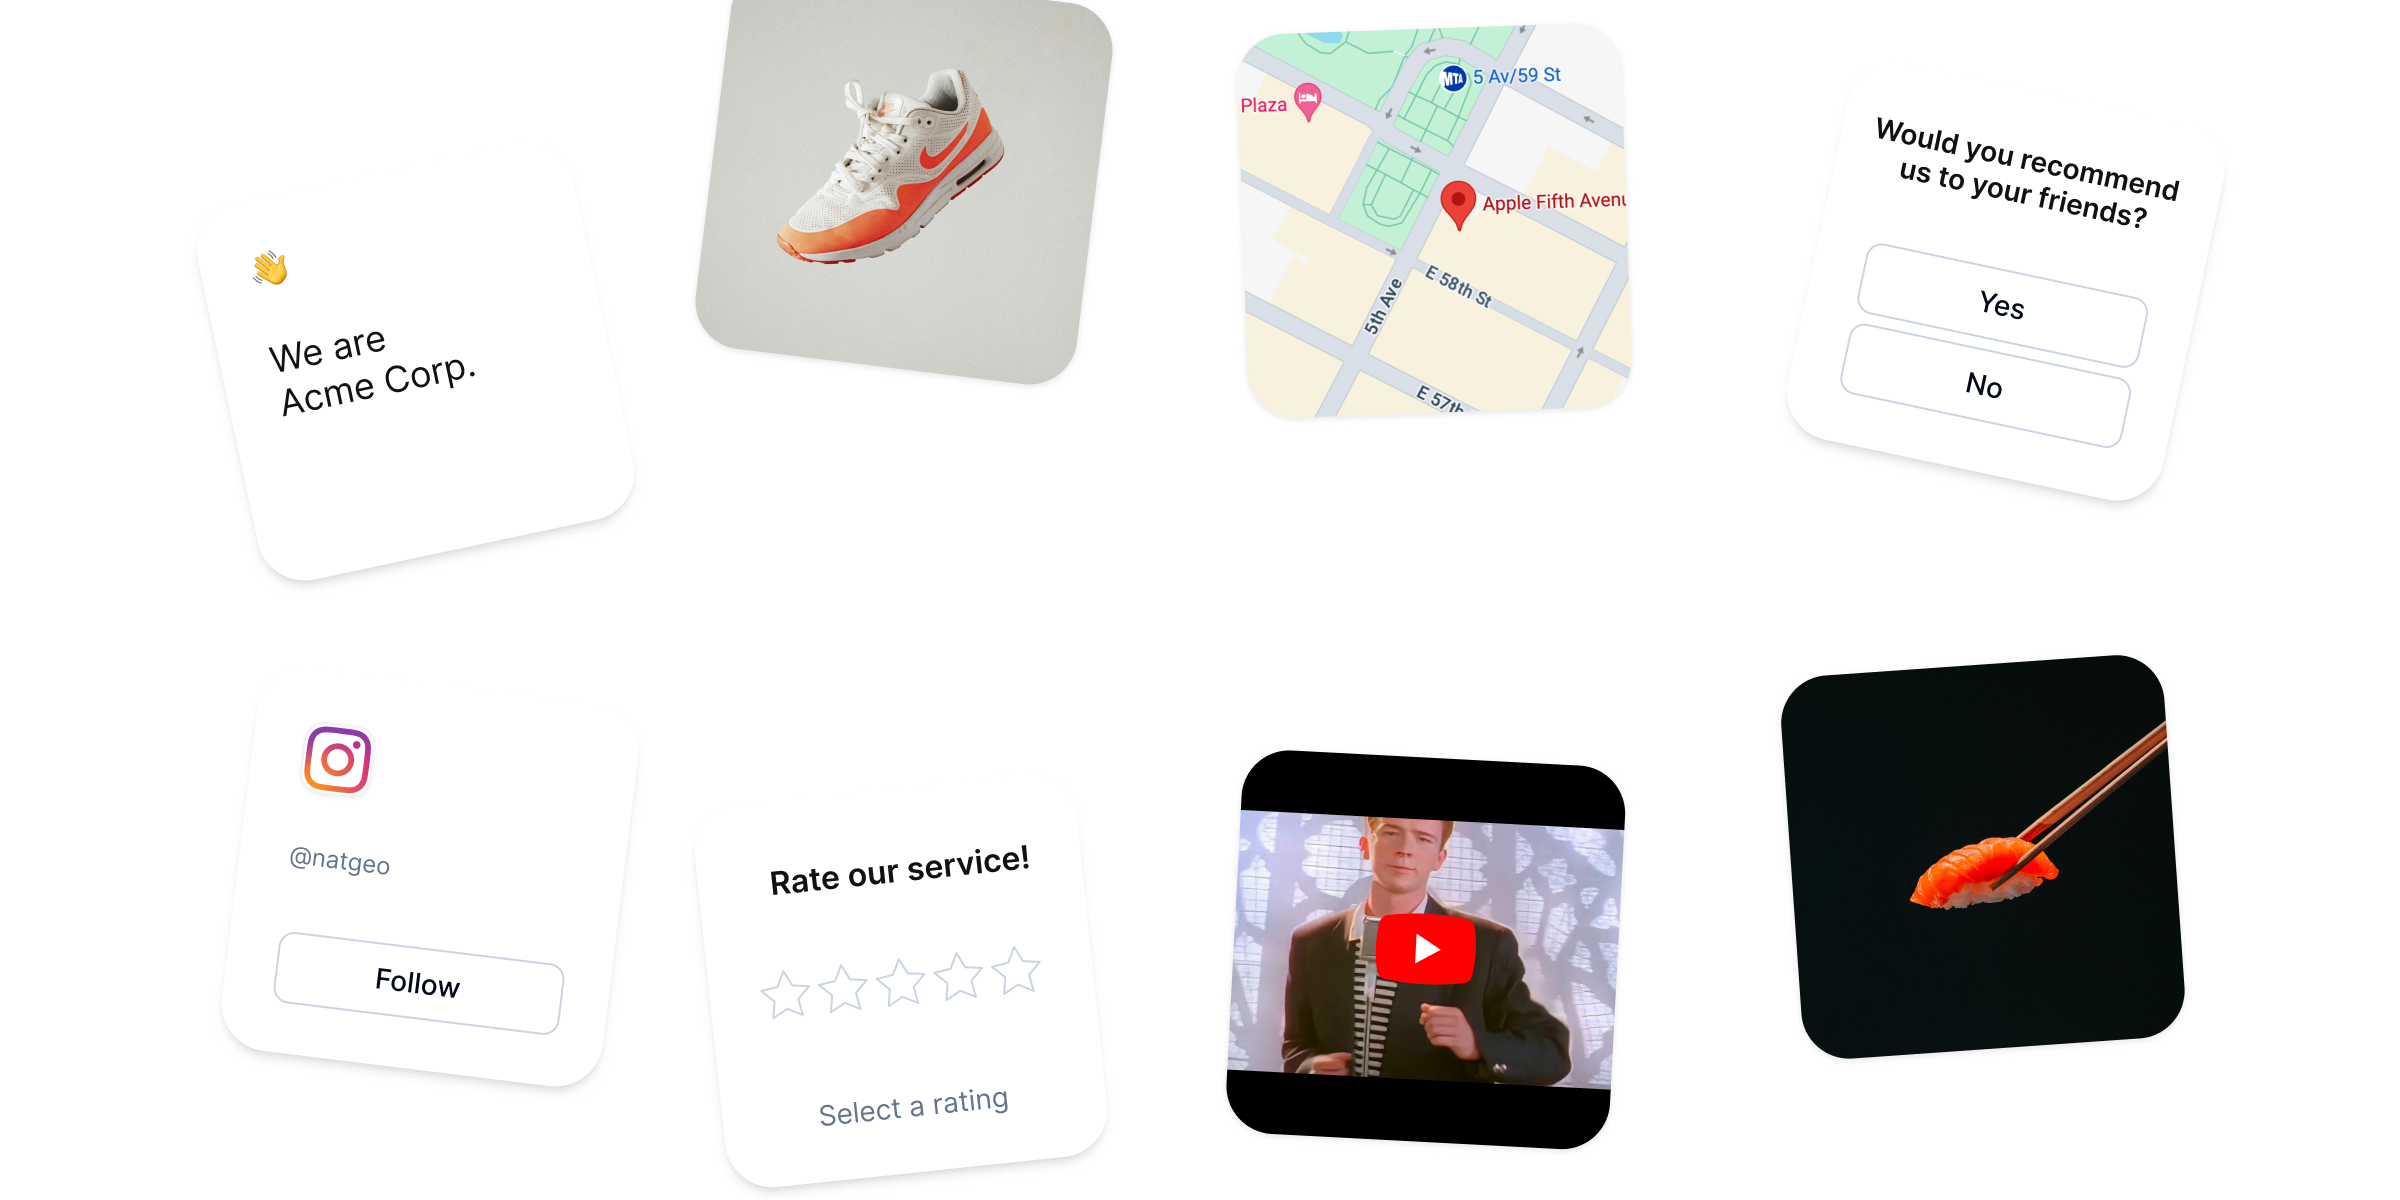 We are
Acme Corp.
Plaza
MTA
5 Av/59 St
Apple Fifth Avenu
E 58th St
5th Ave
E 57th
Would you recommend
us to your friends?
Yes
No
@natgeo
Follow
Rate our service!
Select a rating